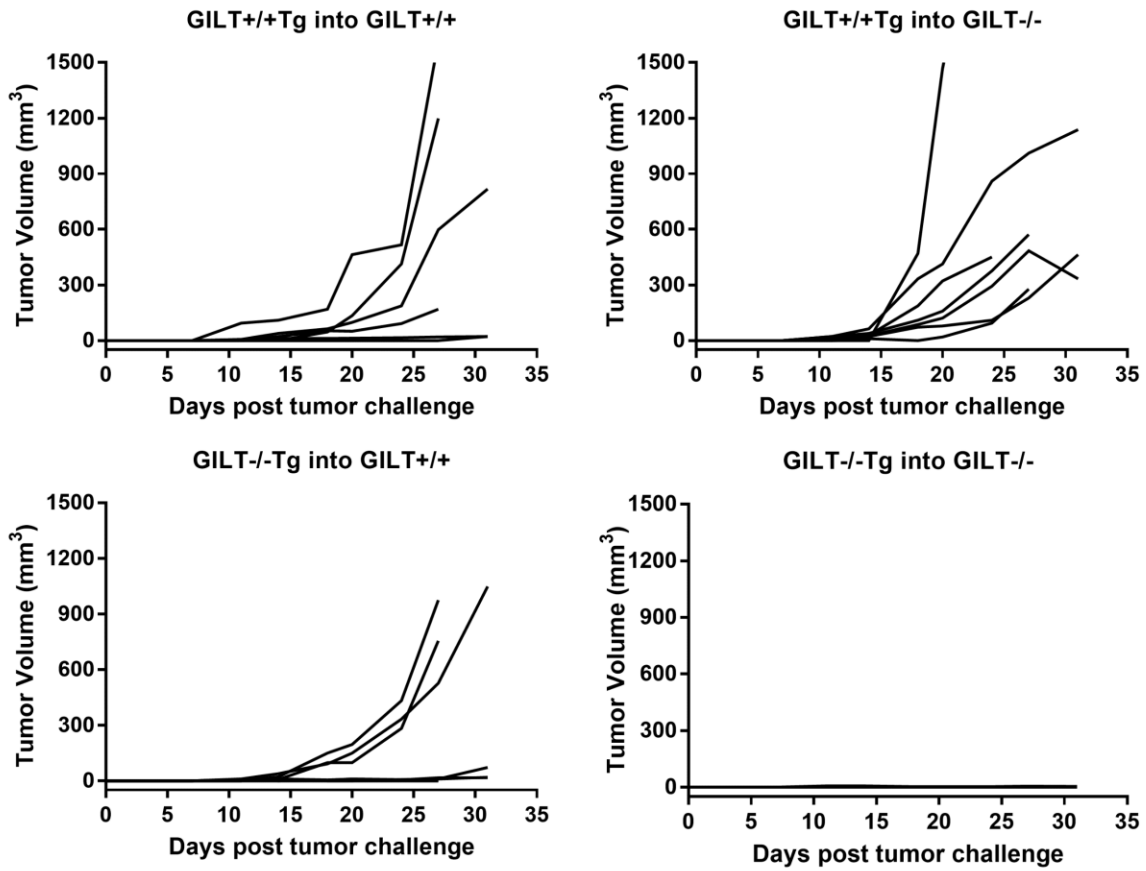 GILT+/+Tg into GILT+/+
1500
1200
900
600
300
0
Tumor Volume (mm³)
0 5 10 15 20 25 30 35
Days post tumor challenge
GILT+/+Tg into GILT-/-
1500
1200
900
600
300
0
Tumor Volume (mm³)
0 5 10 15 20 25 30 35
Days post tumor challenge
GILT-/-Tg into GILT+/+
1500
1200
900
600
300
0
Tumor Volume (mm³)
0 5 10 15 20 25 30 35
Days post tumor challenge
GILT-/-Tg into GILT-/-
1500
1200
900
600
300
0
Tumor Volume (mm³)
0 5 10 15 20 25 30 35
Days post tumor challenge